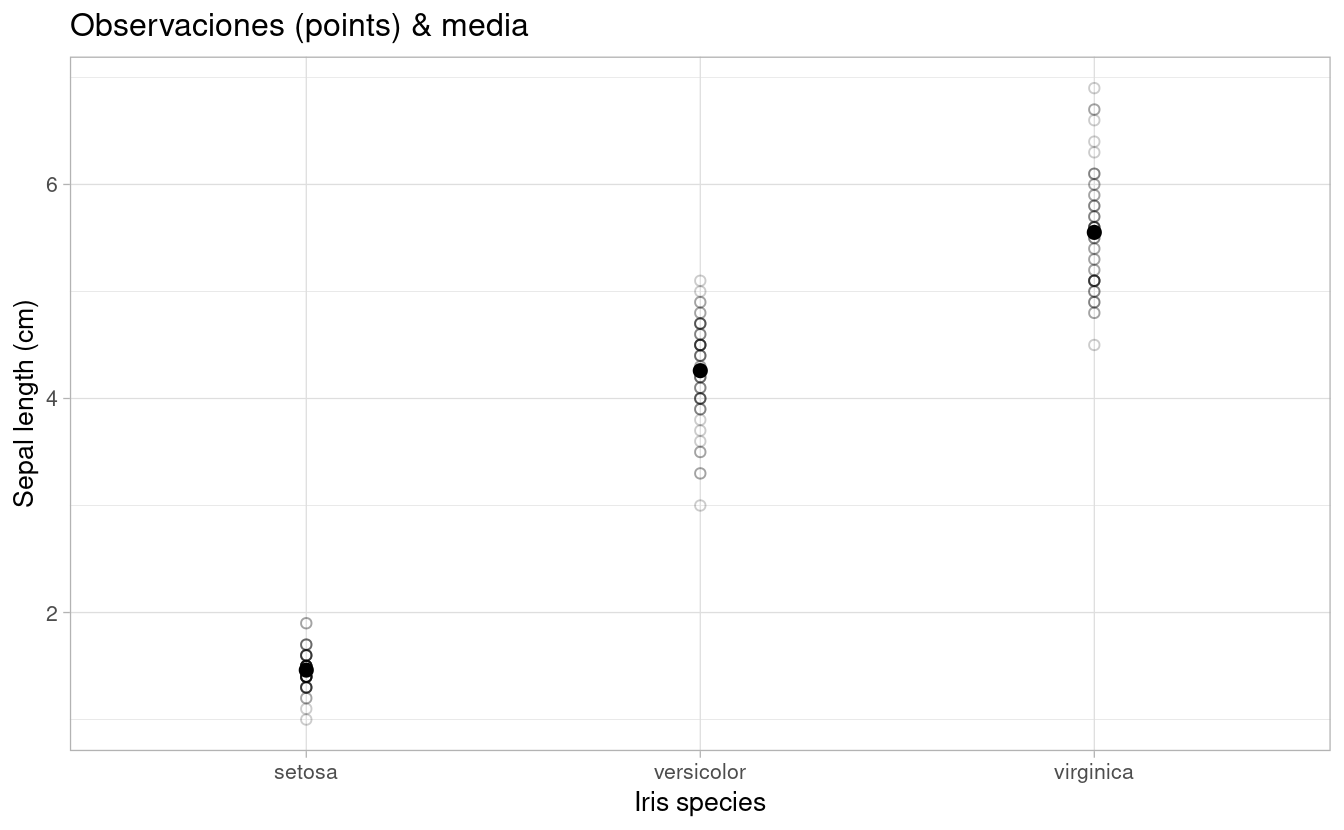 Observaciones (points) & media
Sepal length (cm)
6
4
2
setosa
versicolor
virginica
Iris species